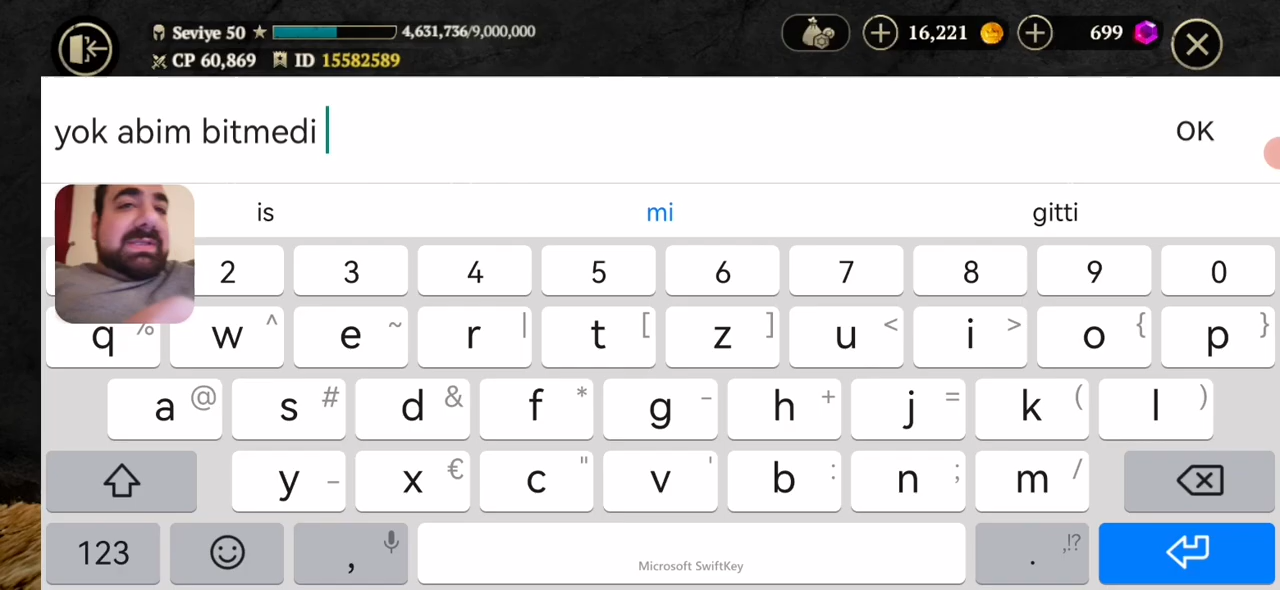 Seviye 50 4,631,736/9,000,000 16,221 699
CP 60,869 ID 15582589
yok abim bitmedi OK
is mi gitti
2 3 4 5 6 7 8 9 0
q % w ^ e ~ r | t [ z ] u < i > o { p }
a @ s # d & f * g - h + j = k ( l )
y _ x € c " v ' b : n ; m /
123 , Microsoft SwiftKey . ,!?